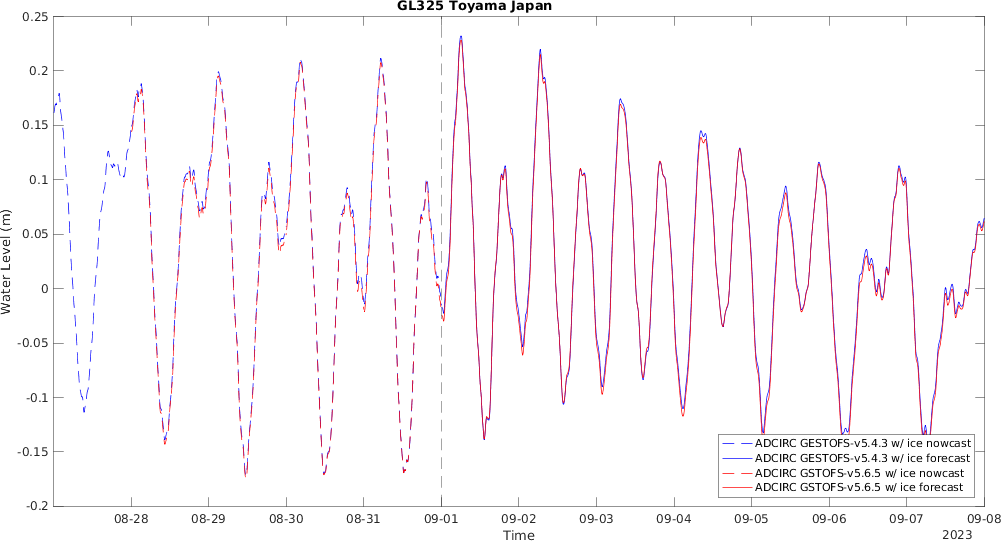 GL325 Toyama Japan
0.25
0.2
0.15
0.1
0.05
0
-0.05
-0.1
-0.15
-0.2
Water Level (m)
ADCIRC GESTOFS-v5.4.3 w/ ice nowcast
ADCIRC GESTOFS-v5.4.3 w/ ice forecast
ADCIRC GSTOFS-v5.6.5 w/ ice nowcast
ADCIRC GSTOFS-v5.6.5 w/ ice forecast
08-28 08-29 08-30 08-31 09-01 09-02 09-03 09-04 09-05 09-06 09-07 09-08
Time
2023